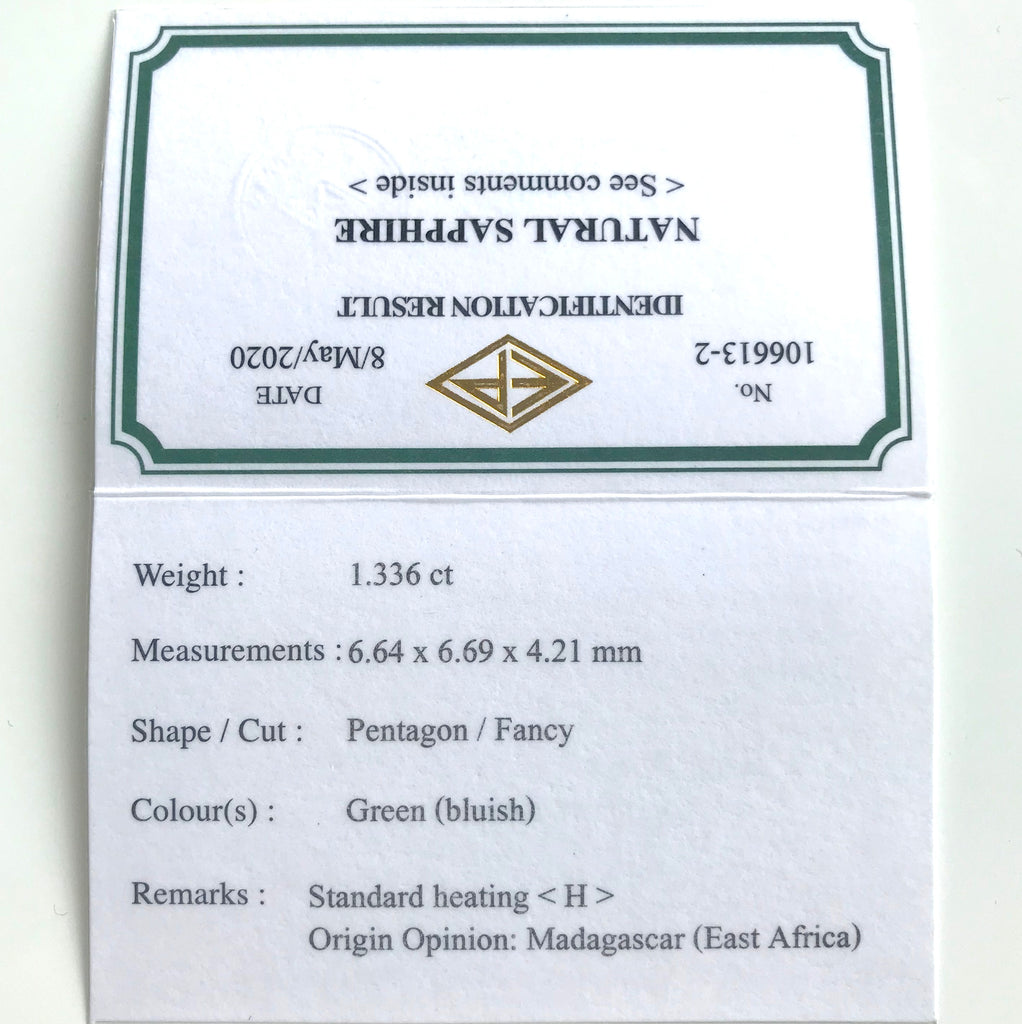 No.
106613-2
DATE
8/May/2020
IDENTIFICATION RESULT
NATURAL SAPPHIRE
< See comments inside >
Weight : 1.336 ct
Measurements : 6.64 x 6.69 x 4.21 mm
Shape / Cut : Pentagon / Fancy
Colour(s) : Green (bluish)
Remarks : Standard heating < H >
Origin Opinion: Madagascar (East Africa)